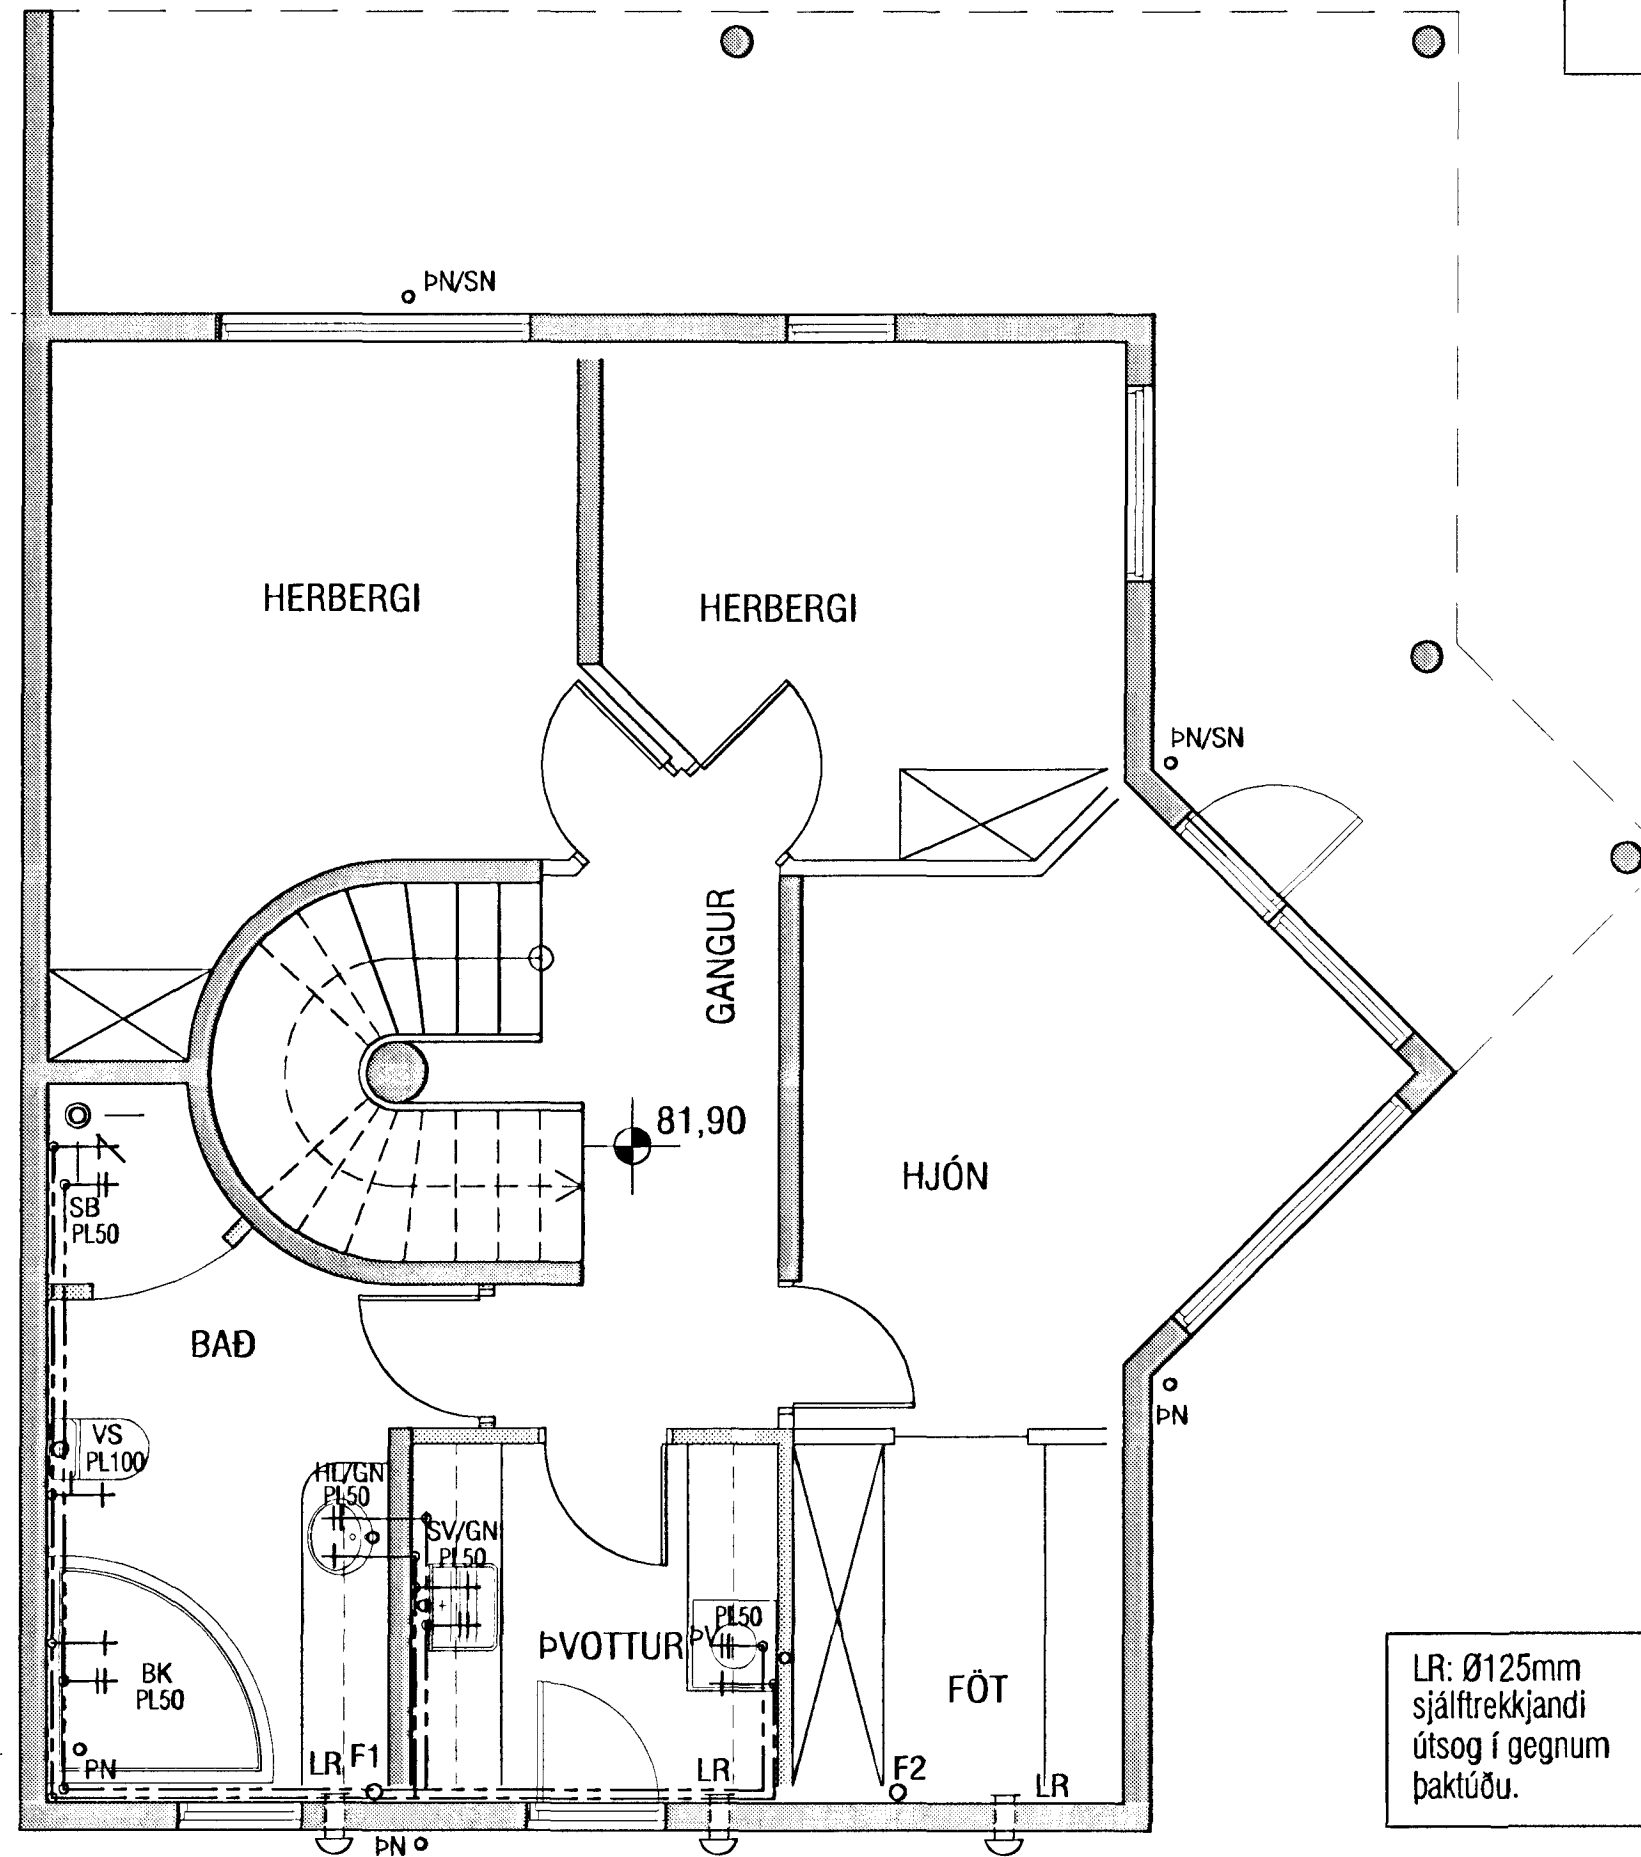 ÞN/SN
HERBERGI
HERBERGI
ÞN/SN
GANGUR
81,90
HJÓN
SB
PL50
BAÐ
ÞN
VS
PL100
HL/GN
PL50
SV/GN
PL50
PL50
ÞV
ÞVOTTUR
BK
PL50
FÖT
PN
LR
F1
LR
F2
LR
ÞN
LR: Ø125mm
sjálftrekkjandi
útsog í gegnum
þaktúðu.